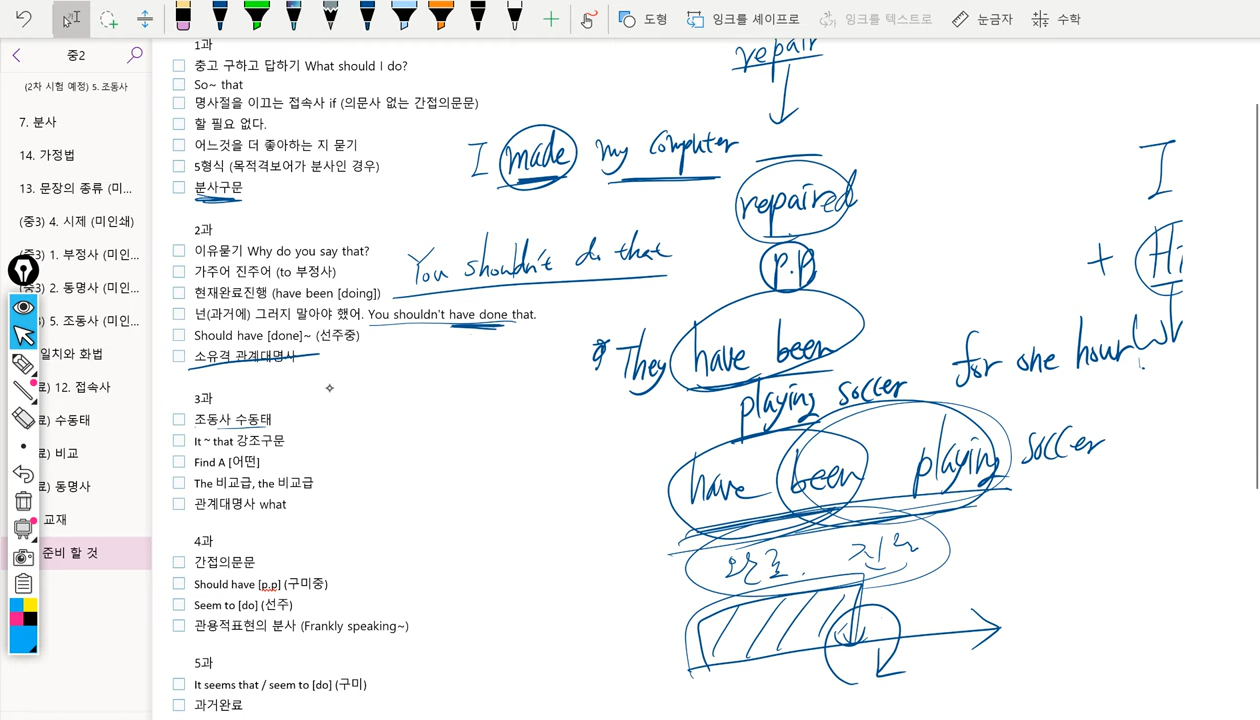 도형
잉크를 셰이프로
잉크를 텍스트로
눈금자
수학
중2
(2차 시험 예정) 5. 조동사
7. 분사
14. 가정법
13. 문장의 종류 (미...
(중3) 4. 시제 (미인쇄)
3) 1. 부정사 (미인...
3) 2. 동명사 (미인...
3) 5. 조동사 (미인...
일치와 화법
료) 12. 접속사
료) 수동태
료) 비교
료) 동명사
교재
준비 할 것
1과
충고 구하고 답하기 What should I do?
So~ that
명사절을 이끄는 접속사 if (의문사 없는 간접의문문)
할 필요 없다.
어느것을 더 좋아하는 지 묻기
5형식 (목적격보어가 분사인 경우)
분사구문
2과
이유묻기 Why do you say that?
가주어 진주어 (to 부정사)
현재완료진행 (have been [doing])
넌(과거에) 그러지 말아야 했어. You shouldn't have done that.
Should have [done]~ (선주중)
소유격 관계대명사
3과
조동사 수동태
It ~ that 강조구문
Find A [어떤]
The 비교급, the 비교급
관계대명사 what
4과
간접의문문
Should have [p.p] (구미중)
Seem to [do] (선주)
관용적표현의 분사 (Frankly speaking~)
5과
It seems that / seem to [do] (구미)
과거완료
repair
I made my computer
repaired
p.p
You shouldn't do that
They have been
playing soccer
for one hour
have been playing soccer
완료. 진행
I
+ Hi